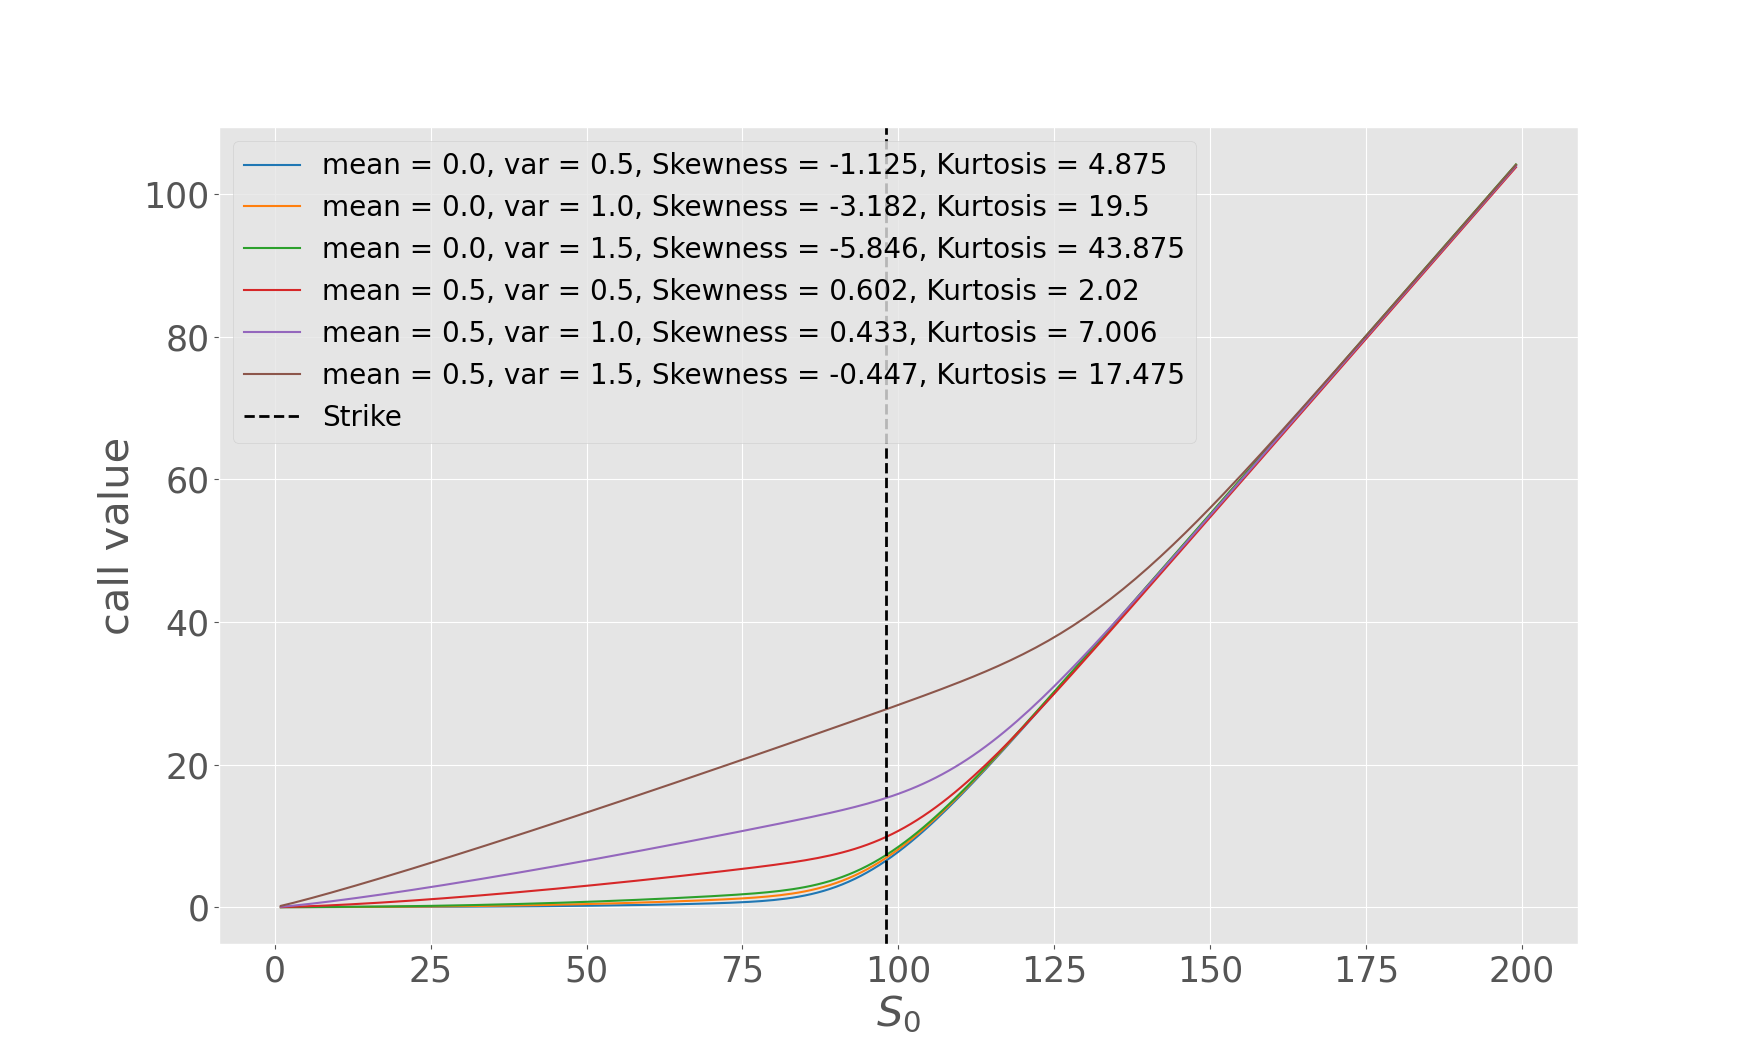 mean = 0.0, var = 0.5, Skewness = -1.125, Kurtosis = 4.875
mean = 0.0, var = 1.0, Skewness = -3.182, Kurtosis = 19.5
mean = 0.0, var = 1.5, Skewness = -5.846, Kurtosis = 43.875
mean = 0.5, var = 0.5, Skewness = 0.602, Kurtosis = 2.02
mean = 0.5, var = 1.0, Skewness = 0.433, Kurtosis = 7.006
mean = 0.5, var = 1.5, Skewness = -0.447, Kurtosis = 17.475
Strike
100
80
60
40
20
0
call value
0 25 50 75 100 125 150 175 200
S₀